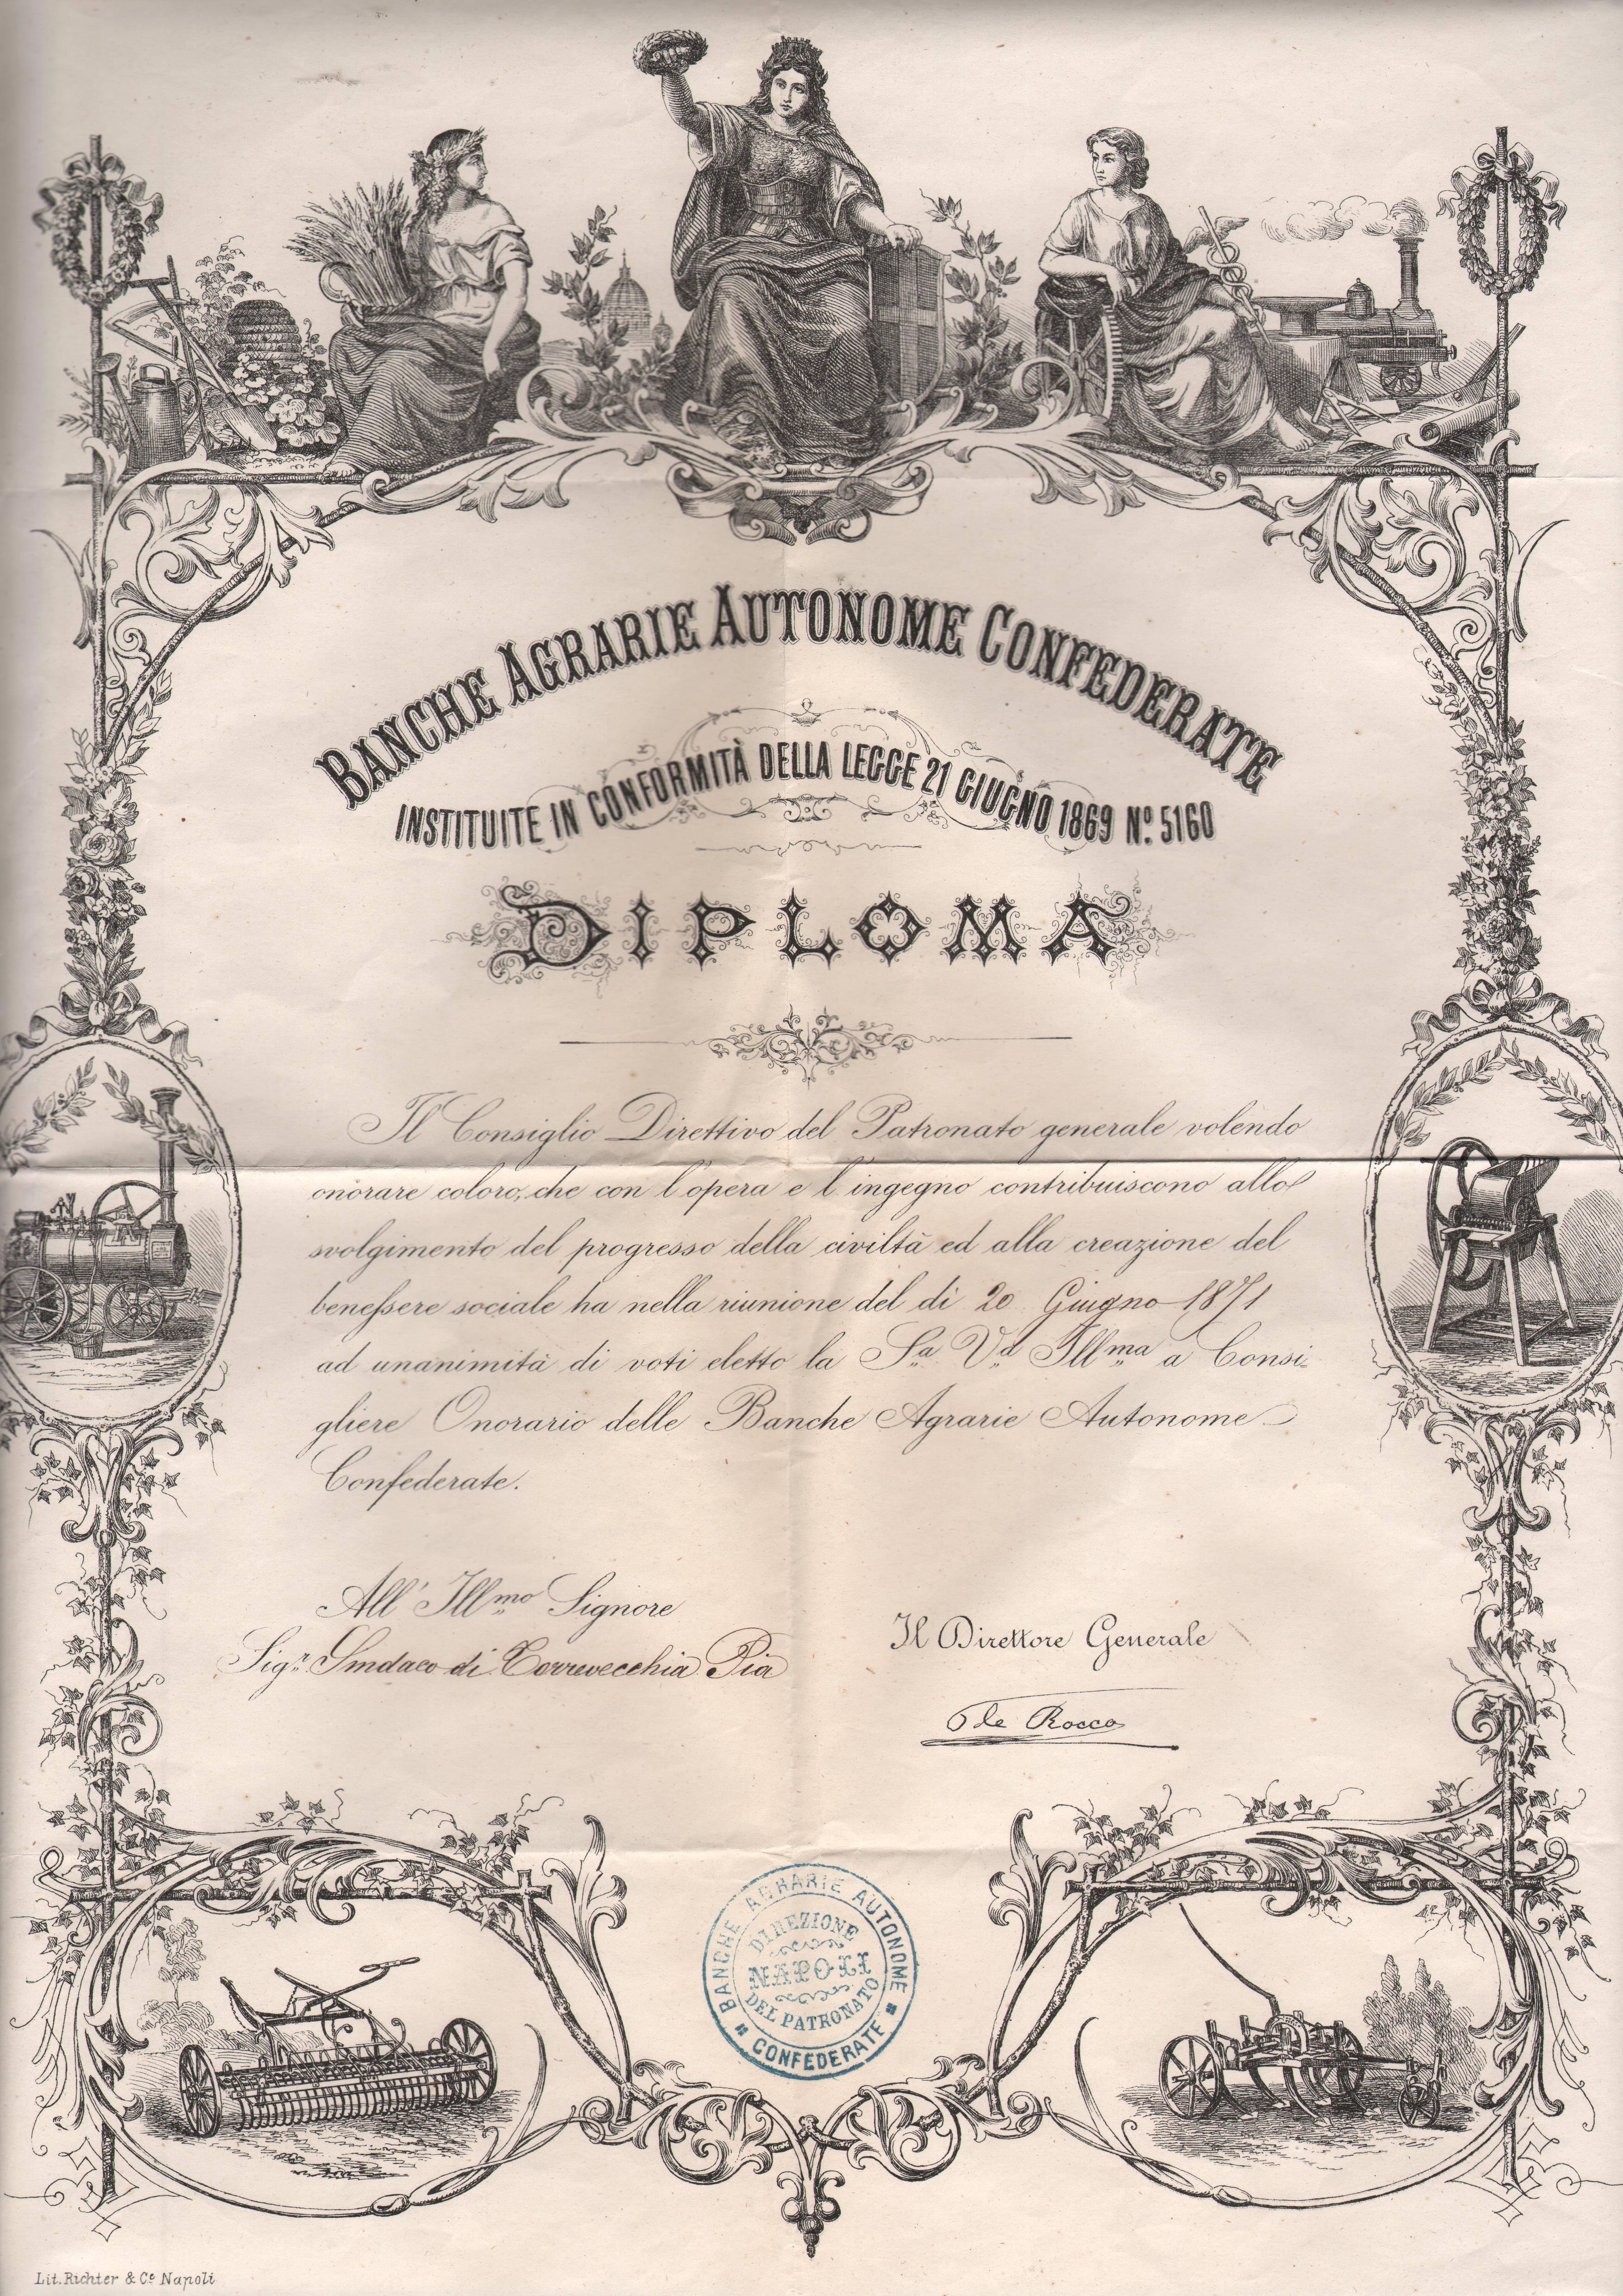 BANCHE AGRARIE AUTONOME CONFEDERATE
INSTITUITE IN CONFORMITÀ DELLA LEGGE 21 GIUGNO 1869 Nº. 5160
DIPLOMA
Il Consiglio Direttivo del Patronato generale volendo
onorare coloro, che con l'opera e l'ingegno contribuiscono allo
svolgimento del progresso della civiltà ed alla creazione del
benessere sociale ha nella riunione del dì 20 Giugno 1871
ad unanimità di voti eletto la Sa. Vd. Illma. a Consi
gliere Onorario delle Banche Agrarie Autonome
Confederate.
All' Illmo. Signore
Sigr. Sindaco di Torrevecchia Pia
Il Direttore Generale
de Rocco
BANCHE AGRARIE AUTONOME
CONFEDERATE
DIREZIONE
NAPOLI
DEL PATRONATO
Lit. Richter & Co. Napoli